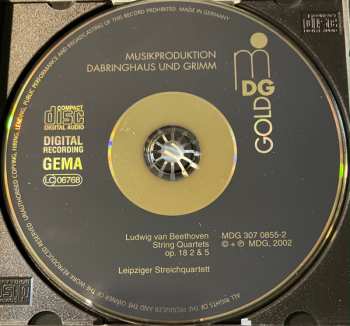 ALL RIGHTS OF THE PRODUCER AND THE OWNER OF THE WORK REPRODUCED RESERVED. UNAUTHORISED COPYING, HIRING, LENDING, PUBLIC PERFORMANCE AND BROADCASTING OF THIS RECORD PROHIBITED. MADE IN GERMANY
MUSIKPRODUKTION
DABRINGHAUS UND GRIMM
MDG
GOLD
COMPACT
disc
DIGITAL AUDIO
DIGITAL
RECORDING
GEMA
LC 06768
Ludwig van Beethoven
String Quartets
op. 18 2 & 5
Leipziger Streichquartett
MDG 307 0855-2
© + ℗ MDG, 2002